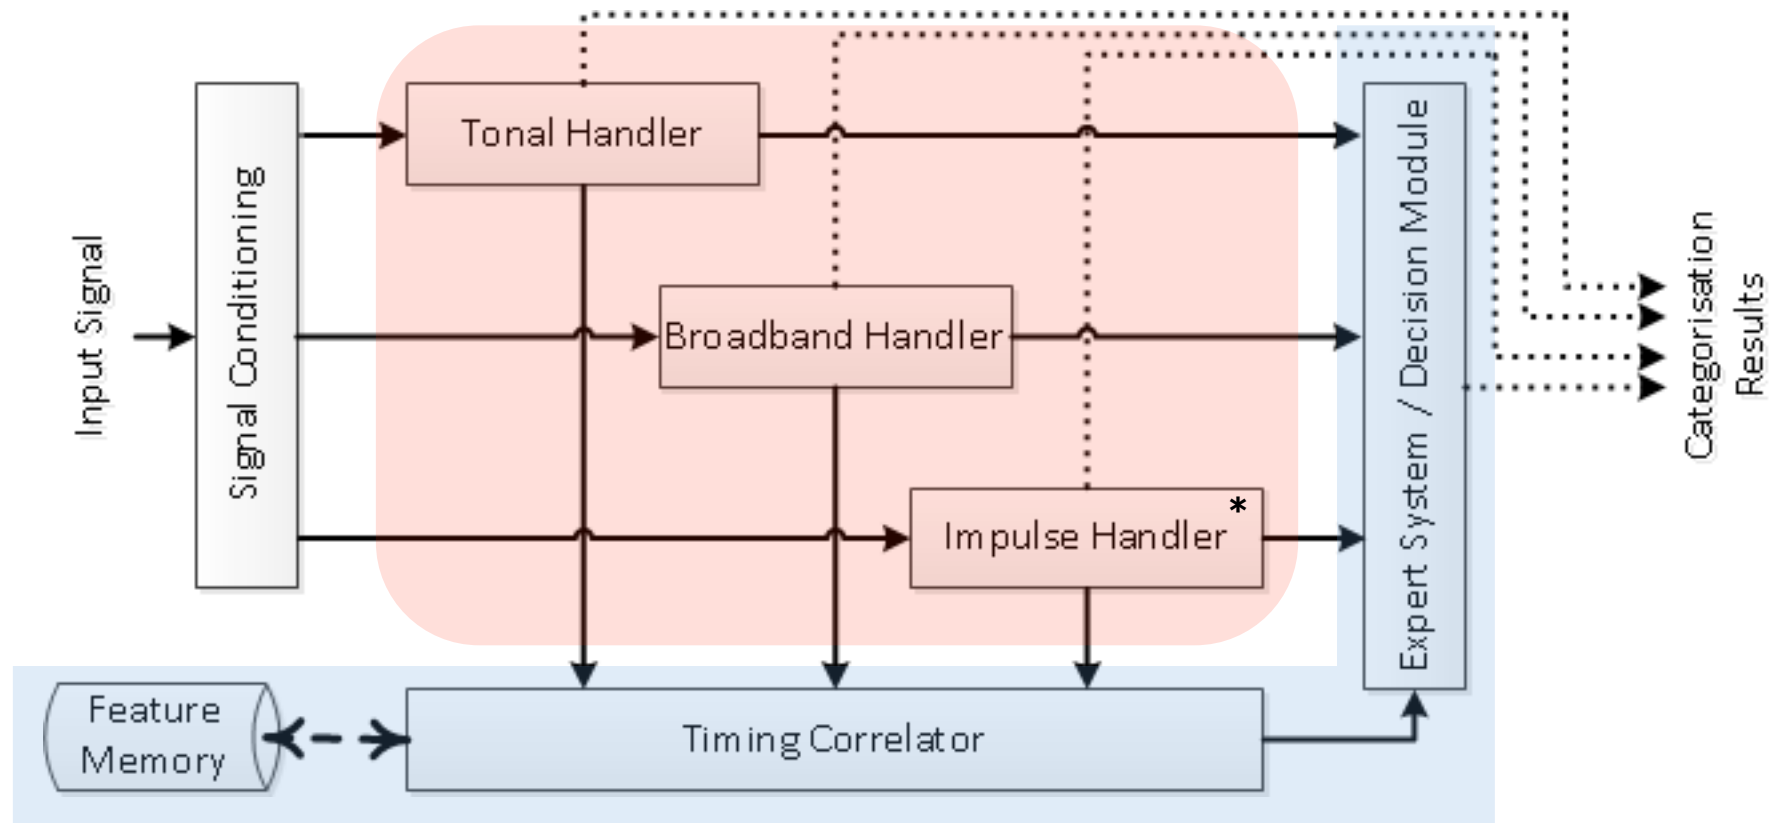 Input Signal
Signal Conditioning
Tonal Handler
Broadband Handler
Impulse Handler *
Feature
Memory
Timing Correlator
Expert System / Decision Module
Categorisation
Results